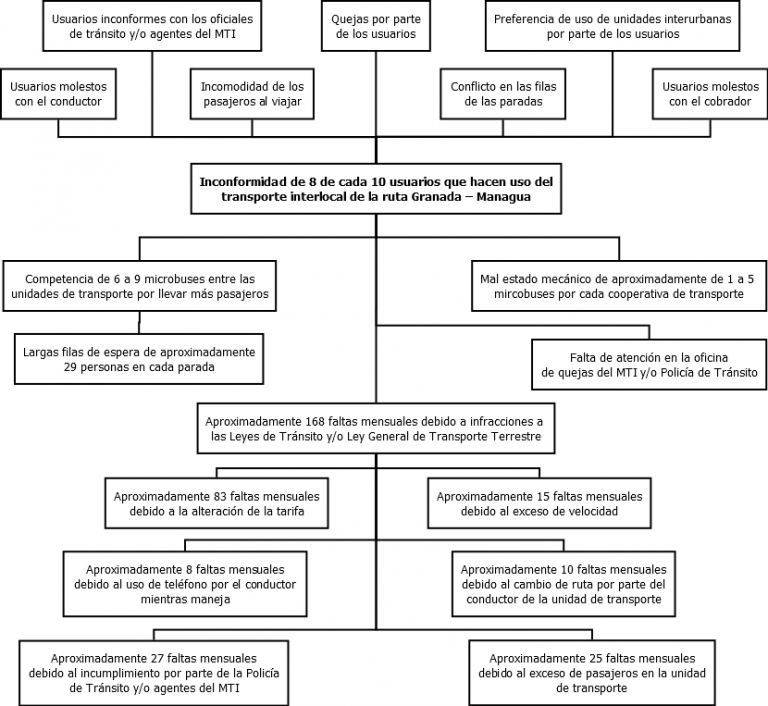 Usuarios inconformes con los oficiales
de tránsito y/o agentes del MTI
Quejas por parte
de los usuarios
Preferencia de uso de unidades interurbanas
por parte de los usuarios
Usuarios molestos
con el conductor
Incomodidad de los
pasajeros al viajar
Conflicto en las filas
de las paradas
Usuarios molestos
con el cobrador
Inconformidad de 8 de cada 10 usuarios que hacen uso del
transporte interlocal de la ruta Granada – Managua
Competencia de 6 a 9 microbuses entre las
unidades de transporte por llevar más pasajeros
Mal estado mecánico de aproximadamente de 1 a 5
mircobuses por cada cooperativa de transporte
Largas filas de espera de aproximadamente
29 personas en cada parada
Falta de atención en la oficina
de quejas del MTI y/o Policía de Tránsito
Aproximadamente 168 faltas mensuales debido a infracciones a
las Leyes de Tránsito y/o Ley General de Transporte Terrestre
Aproximadamente 83 faltas mensuales
debido a la alteración de la tarifa
Aproximadamente 15 faltas mensuales
debido al exceso de velocidad
Aproximadamente 8 faltas mensuales
debido al uso de teléfono por el conductor
mientras maneja
Aproximadamente 10 faltas mensuales
debido al cambio de ruta por parte del
conductor de la unidad de transporte
Aproximadamente 27 faltas mensuales
debido al incumplimiento por parte de la Policía
de Tránsito y/o agentes del MTI
Aproximadamente 25 faltas mensuales
debido al exceso de pasajeros en la unidad
de transporte